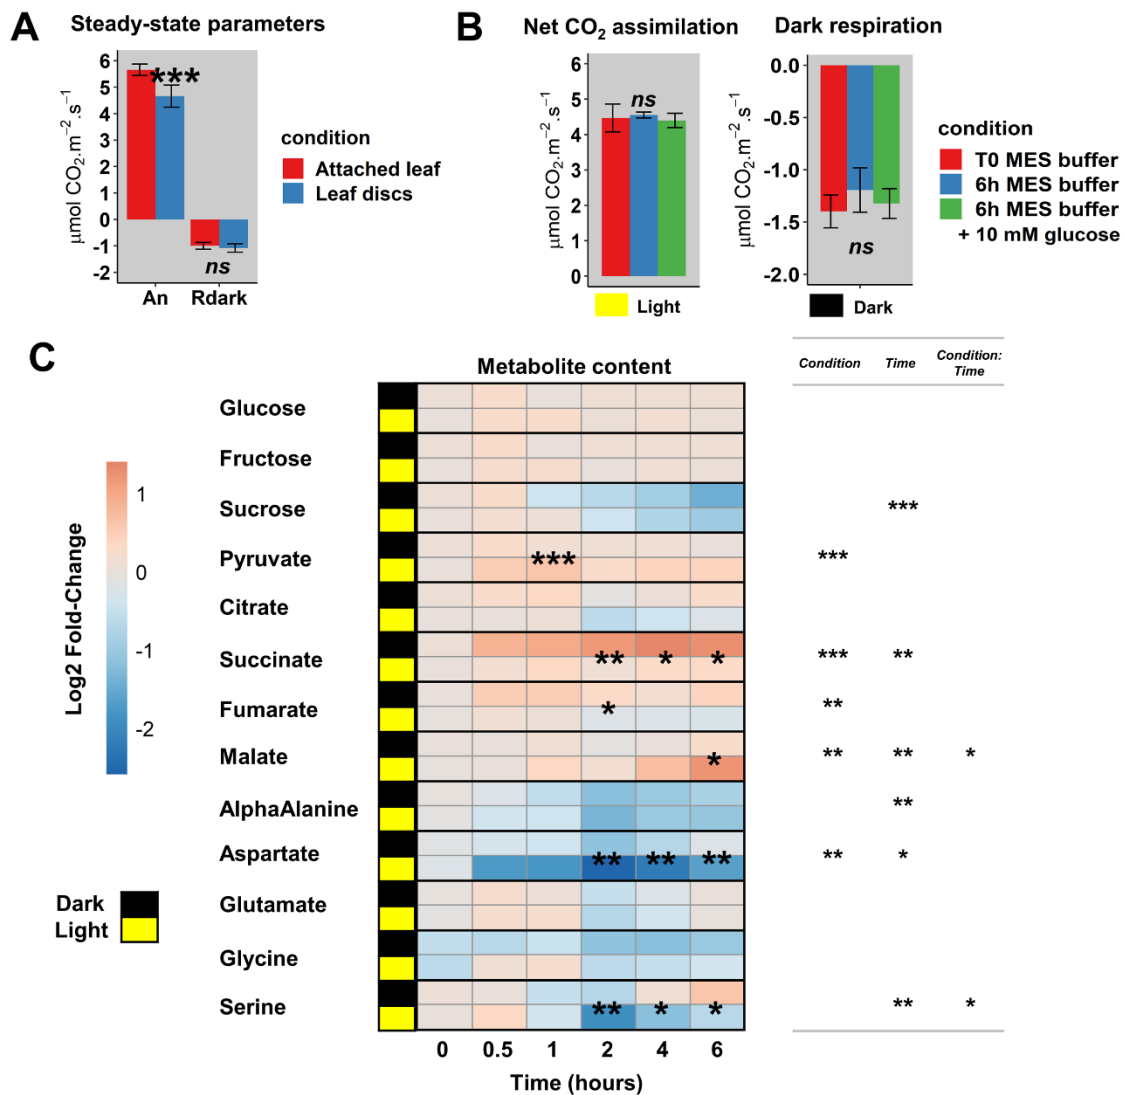 A
Steady-state parameters
6
5
4
3
2
1
0
-1
-2
μmol CO₂.m⁻².s⁻¹
***
ns
An Rdark
condition
Attached leaf
Leaf discs
B
Net CO₂ assimilation
6
5
4
3
2
1
0
μmol CO₂.m⁻².s⁻¹
ns
Light
Dark respiration
0.0
-0.5
-1.0
-1.5
-2.0
μmol CO₂.m⁻².s⁻¹
ns
Dark
condition
T0 MES buffer
6h MES buffer
6h MES buffer
+ 10 mM glucose
C
Metabolite content
Condition Time Condition:
Time
Glucose
Fructose
Sucrose ***
Pyruvate *** ***
Citrate
Succinate ** * * *** **
Fumarate * **
Malate * ** ** *
AlphaAlanine **
Aspartate ** ** ** ** *
Glutamate
Glycine
Serine ** * * ** *
Log2 Fold-Change
1
0
-1
-2
Dark
Light
0 0.5 1 2 4 6
Time (hours)